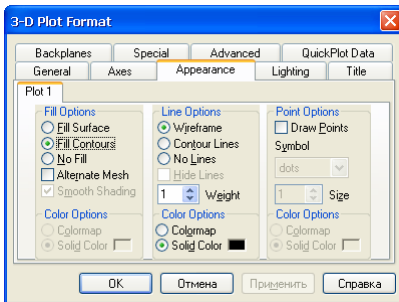 3-D Plot Format
Backplanes Special Advanced QuickPlot Data
General Axes Appearance Lighting Title
Plot 1
Fill Options Line Options Point Options
Fill Surface Wireframe Draw Points
Fill Contours Contour Lines Symbol
No Fill No Lines dots
Alternate Mesh Hide Lines
Smooth Shading 1 Weight 1 Size
Color Options Color Options Color Options
Colormap Colormap Colormap
Solid Color Solid Color Solid Color
OK Отмена Применить Справка